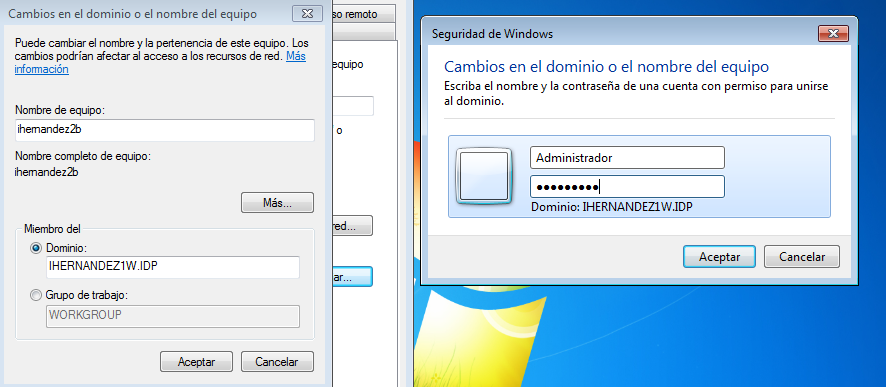 Cambios en el dominio o el nombre del equipo
Puede cambiar el nombre y la pertenencia de este equipo. Los
cambios podrían afectar al acceso a los recursos de red. Más
información
Nombre de equipo:
ihernandez2b
Nombre completo de equipo:
ihernandez2b
Más...
Miembro del
Dominio:
IHERNANDEZ1W.IDP
Grupo de trabajo:
WORKGROUP
Aceptar
Cancelar
so remoto
equipo
o
red...
ar...
Seguridad de Windows
Cambios en el dominio o el nombre del equipo
Escriba el nombre y la contraseña de una cuenta con permiso para unirse
al dominio.
Administrador
●●●●●●●●●
Dominio: IHERNANDEZ1W.IDP
Aceptar
Cancelar